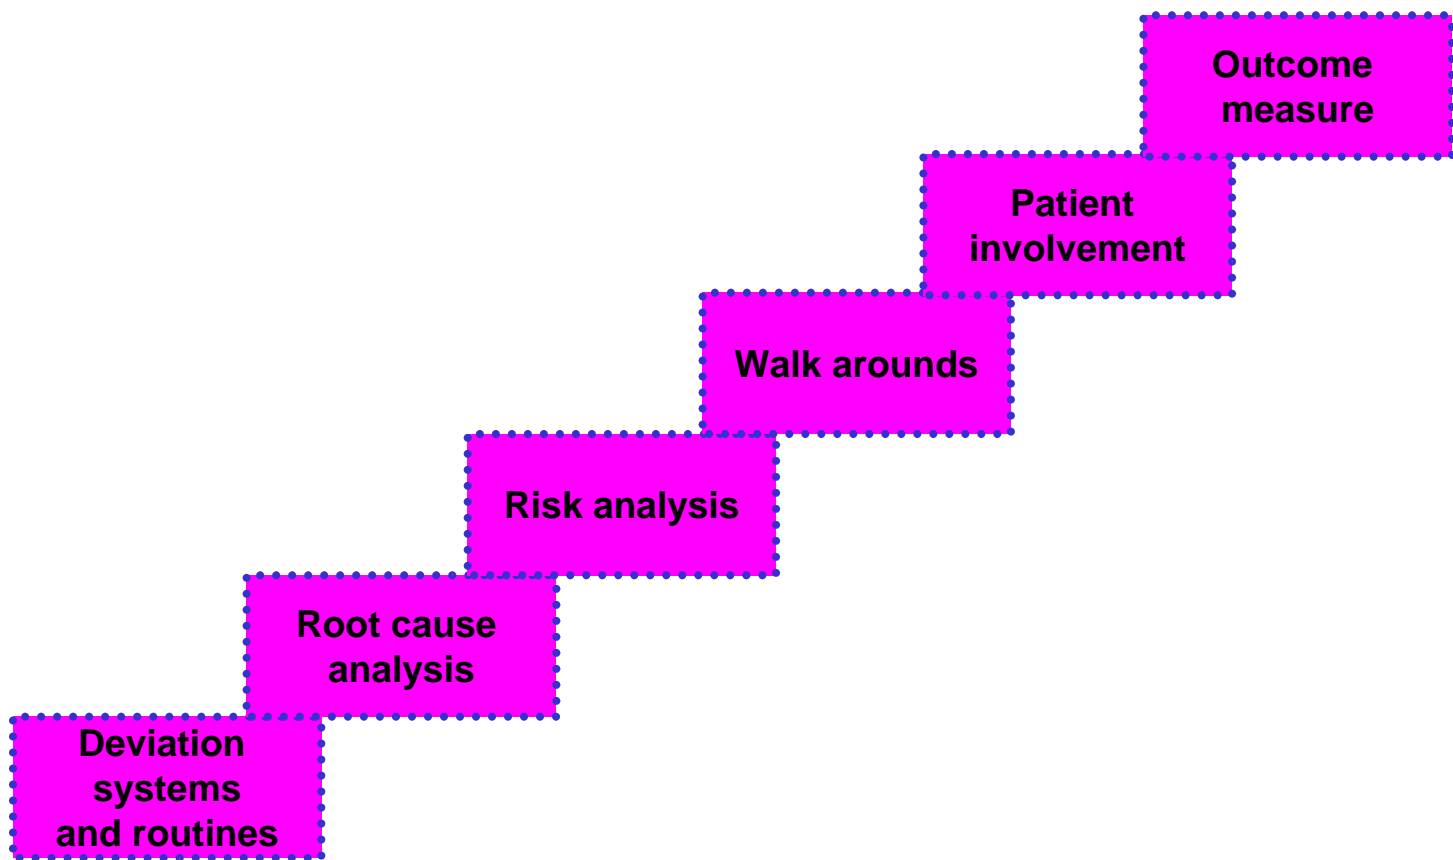 Outcome
measure
Patient
involvement
Walk arounds
Risk analysis
Root cause
analysis
Deviation
systems
and routines